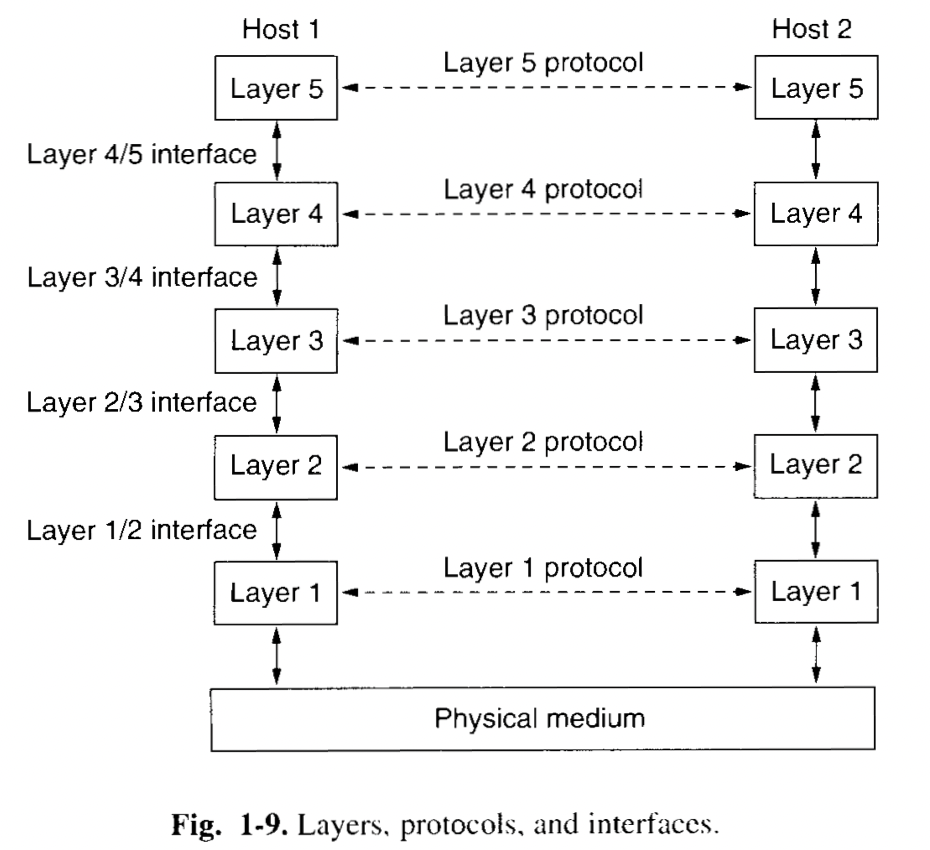 Host 1 Host 2
Layer 5 protocol
Layer 5 Layer 5
Layer 4/5 interface
Layer 4 protocol
Layer 4 Layer 4
Layer 3/4 interface
Layer 3 protocol
Layer 3 Layer 3
Layer 2/3 interface
Layer 2 protocol
Layer 2 Layer 2
Layer 1/2 interface
Layer 1 protocol
Layer 1 Layer 1
Physical medium
Fig. 1-9. Layers, protocols, and interfaces.